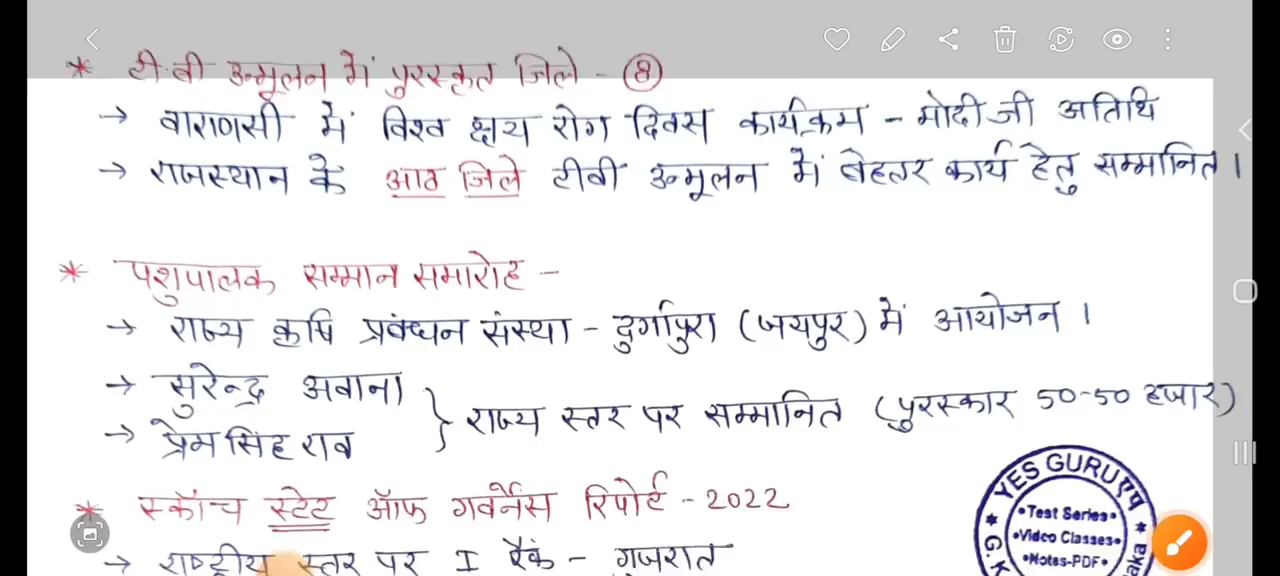 * टी.बी उन्मूलन में पुरस्कृत जिले - 8
→ वाराणसी में विश्व क्षय रोग दिवस कार्यक्रम - मोदी जी अतिथि
→ राजस्थान के आठ जिले टीबी उन्मूलन में बेहतर कार्य हेतु सम्मानित।
* पशुपालक सम्मान समारोह -
→ राज्य कृषि प्रबंधन संस्था - दुर्गापुरा (जयपुर) में आयोजन।
→ सुरेन्द्र अवाना
→ प्रेमसिंह राव
} राज्य स्तर पर सम्मानित (पुरस्कार 50-50 हजार)
* स्कॉच स्टेट ऑफ गवर्नेंस रिपोर्ट - 2022
→ राष्ट्रीय स्तर पर I रैंक - गुजरात
YES GURU एप
•Test Series•
•Video Classes•
•Notes-PDF•
★ G.K